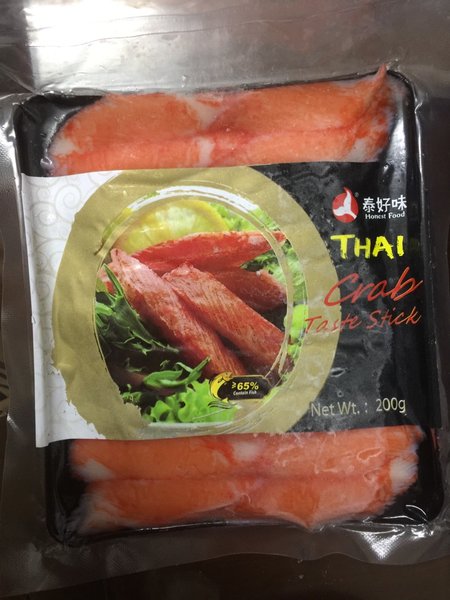 泰好味
Honest Food
THAI
Crab
Taste Stick
≥65%
Contain Fish
Net Wt.: 200g